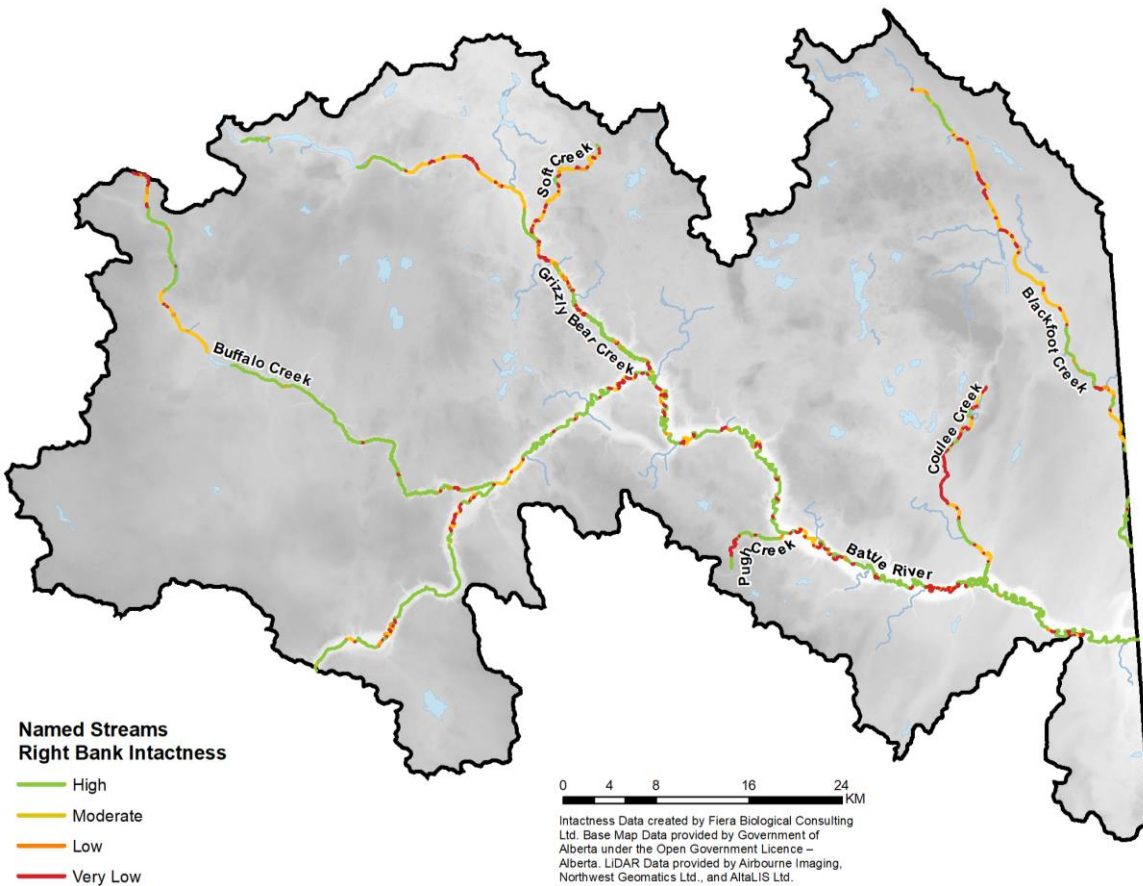 Soft Creek
Grizzly Bear Creek
Buffalo Creek
Blackfoot Creek
Coulee Creek
Pugh Creek
Battle River
Named Streams
Right Bank Intactness
High
Moderate
Low
Very Low
0 4 8 16 24
KM
Intactness Data created by Fiera Biological Consulting
Ltd. Base Map Data provided by Government of
Alberta under the Open Government Licence –
Alberta. LiDAR Data provided by Airbourne Imaging,
Northwest Geomatics Ltd., and AltaLIS Ltd.